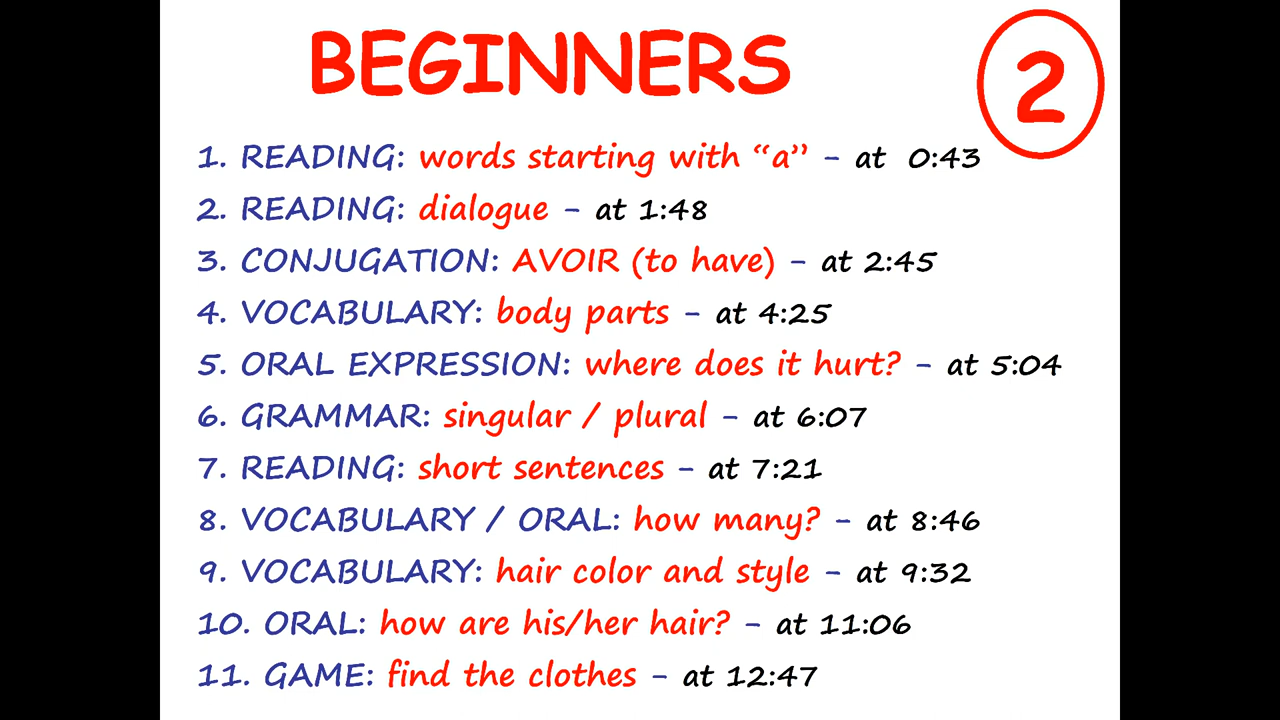 BEGINNERS
2
1. READING: words starting with “a” – at 0:43
2. READING: dialogue – at 1:48
3. CONJUGATION: AVOIR (to have) – at 2:45
4. VOCABULARY: body parts – at 4:25
5. ORAL EXPRESSION: where does it hurt? – at 5:04
6. GRAMMAR: singular / plural – at 6:07
7. READING: short sentences – at 7:21
8. VOCABULARY / ORAL: how many? – at 8:46
9. VOCABULARY: hair color and style – at 9:32
10. ORAL: how are his/her hair? – at 11:06
11. GAME: find the clothes – at 12:47